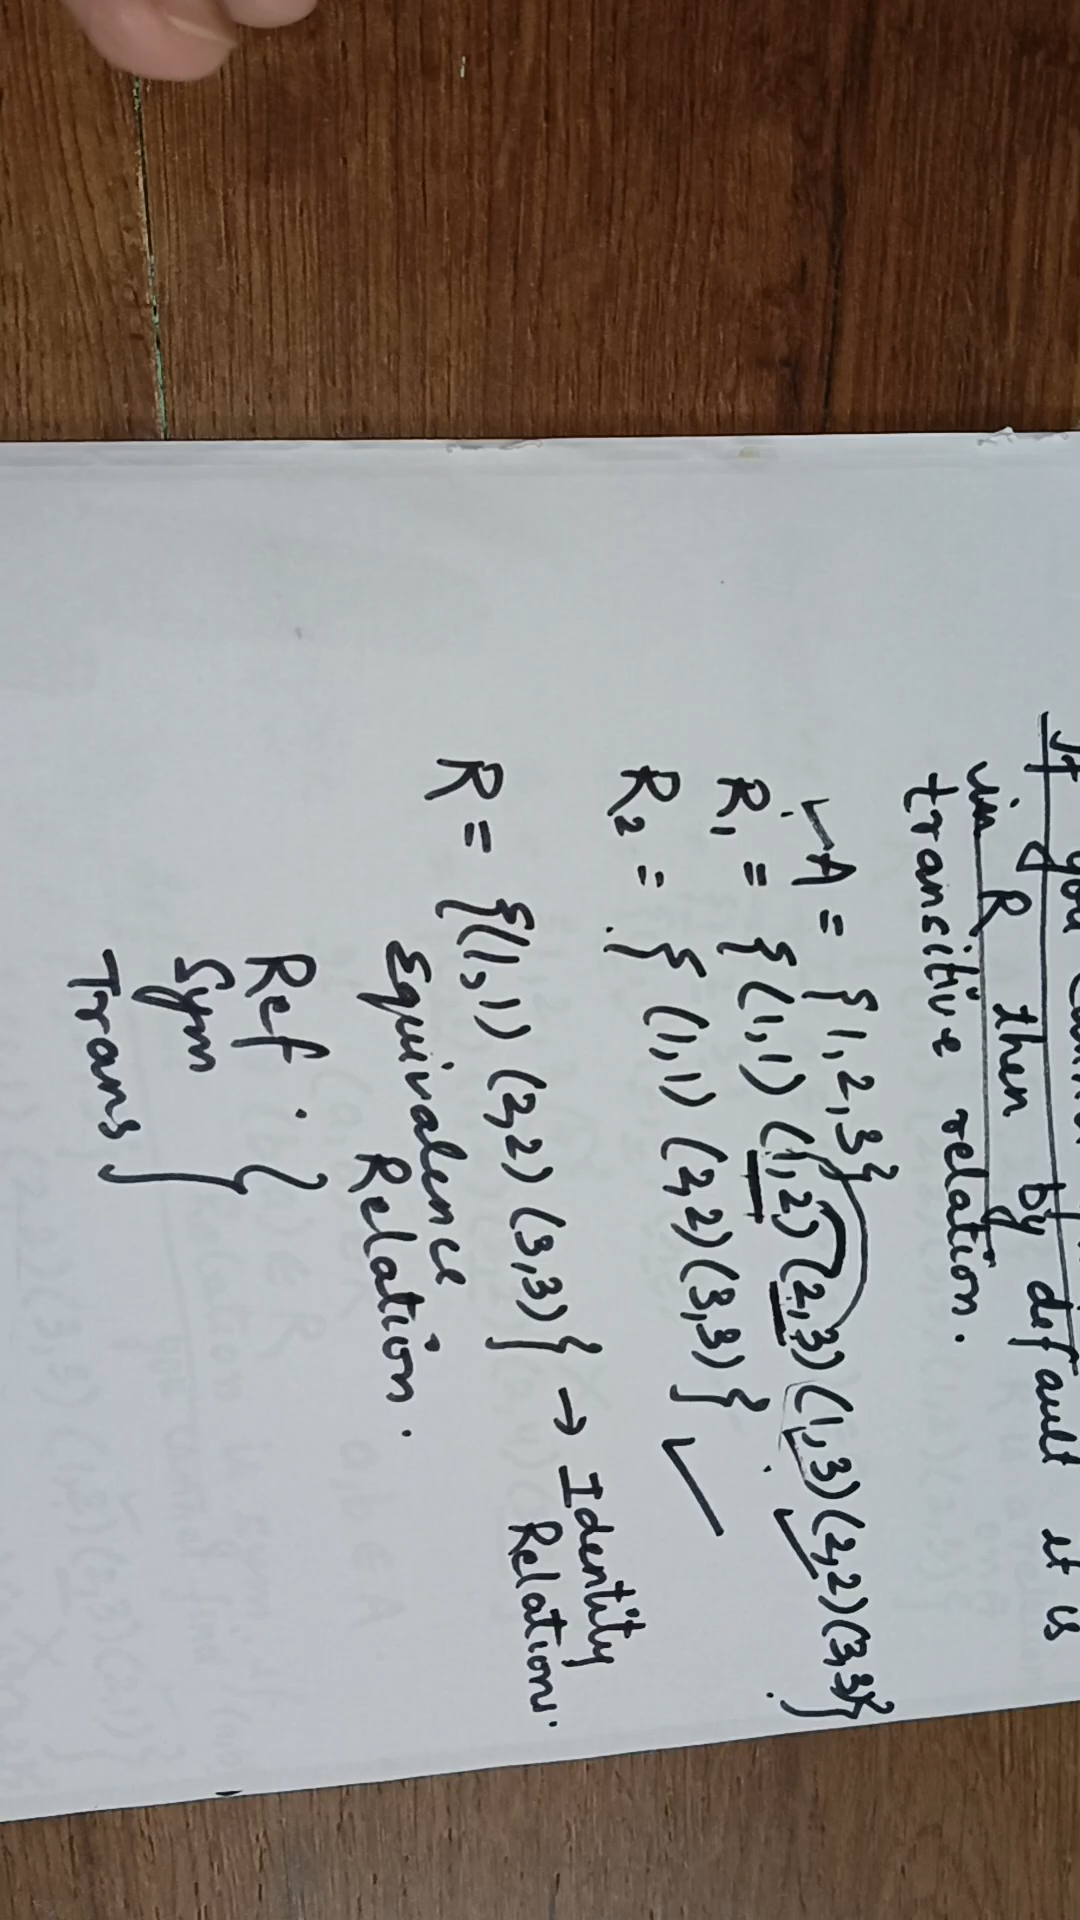 If you
in R then by default it is
transitive relation.
A = {1,2,3}
R₁ = {(1,1) (1,2) (2,3) (1,3) (2,2) (3,3)}
R₂ = { (1,1) (2,2) (3,3) }
R = {(1,1) (2,2) (3,3)} → Identity
Relation.
Equivalence
Relation.
Ref
Sym
Trans